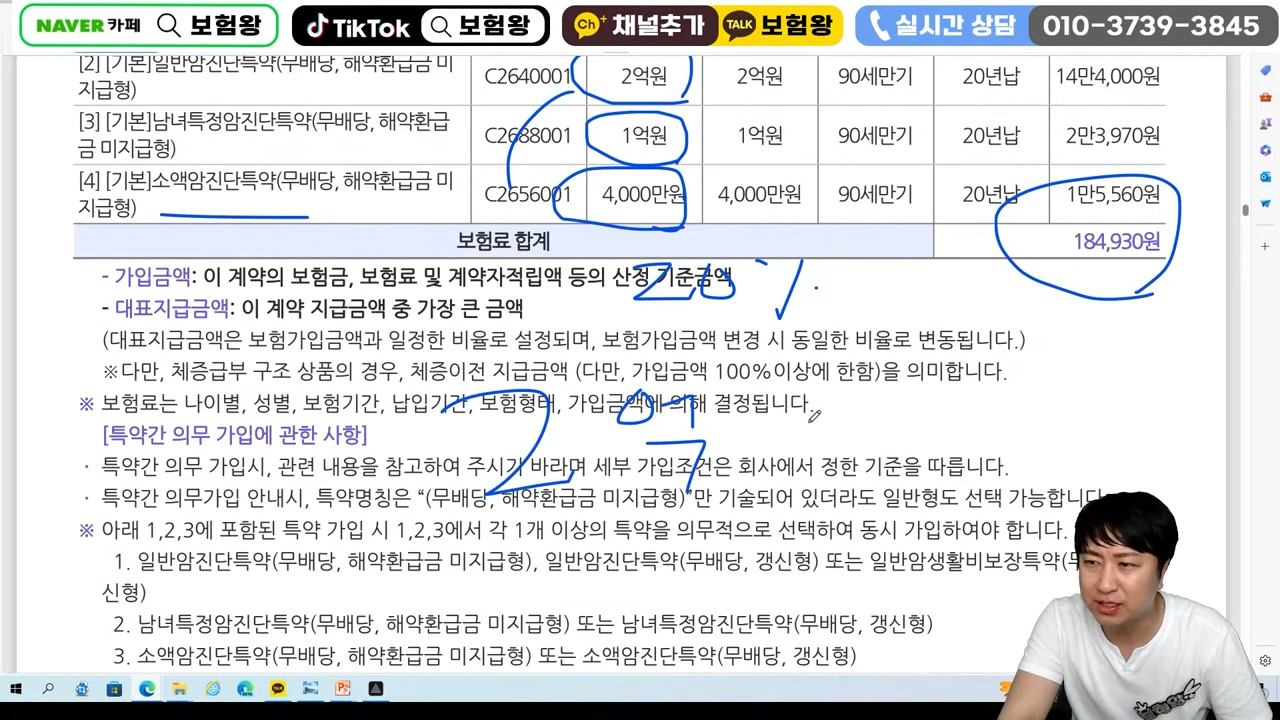 NAVER 카페 보험왕 TikTok 보험왕 Ch+ 채널추가 TALK 보험왕 실시간 상담 010-3739-3845
[2] [기본]일반암진단특약(무배당, 해약환급금 미지급형) C2640001 2억원 2억원 90세만기 20년납 14만4,000원
[3] [기본]남녀특정암진단특약(무배당, 해약환급금 미지급형) C2688001 1억원 1억원 90세만기 20년납 2만3,970원
[4] [기본]소액암진단특약(무배당, 해약환급금 미지급형) C2656001 4,000만원 4,000만원 90세만기 20년납 1만5,560원
보험료 합계 184,930원
- 가입금액: 이 계약의 보험금, 보험료 및 계약자적립액 등의 산정 기준금액
20%
- 대표지급금액: 이 계약 지급금액 중 가장 큰 금액
(대표지급금액은 보험가입금액과 일정한 비율로 설정되며, 보험가입금액 변경 시 동일한 비율로 변동됩니다.)
※다만, 체증급부 구조 상품의 경우, 체증이전 지급금액 (다만, 가입금액 100%이상에 한함)을 의미합니다.
※ 보험료는 나이별, 성별, 보험기간, 납입기간, 보험형태, 가입금액에 의해 결정됩니다.
2억
[특약간 의무 가입에 관한 사항]
· 특약간 의무 가입시, 관련 내용을 참고하여 주시기 바라며 세부 가입조건은 회사에서 정한 기준을 따릅니다.
· 특약간 의무가입 안내시, 특약명칭은 “(무배당, 해약환급금 미지급형)”만 기술되어 있더라도 일반형도 선택 가능합니다
※ 아래 1,2,3에 포함된 특약 가입 시 1,2,3에서 각 1개 이상의 특약을 의무적으로 선택하여 동시 가입하여야 합니다.
1. 일반암진단특약(무배당, 해약환급금 미지급형), 일반암진단특약(무배당, 갱신형) 또는 일반암생활비보장특약(
신형)
2. 남녀특정암진단특약(무배당, 해약환급금 미지급형) 또는 남녀특정암진단특약(무배당, 갱신형)
3. 소액암진단특약(무배당, 해약환급금 미지급형) 또는 소액암진단특약(무배당, 갱신형)